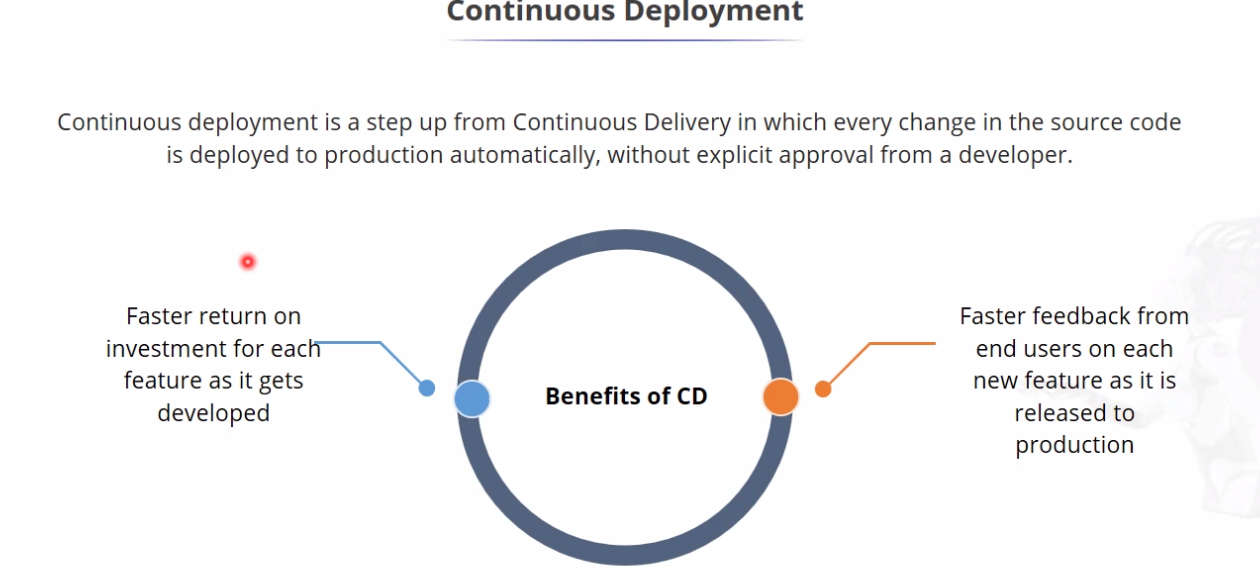 Continuous Deployment
Continuous deployment is a step up from Continuous Delivery in which every change in the source code
is deployed to production automatically, without explicit approval from a developer.
Faster return on
investment for each
feature as it gets
developed
Benefits of CD
Faster feedback from
end users on each
new feature as it is
released to
production